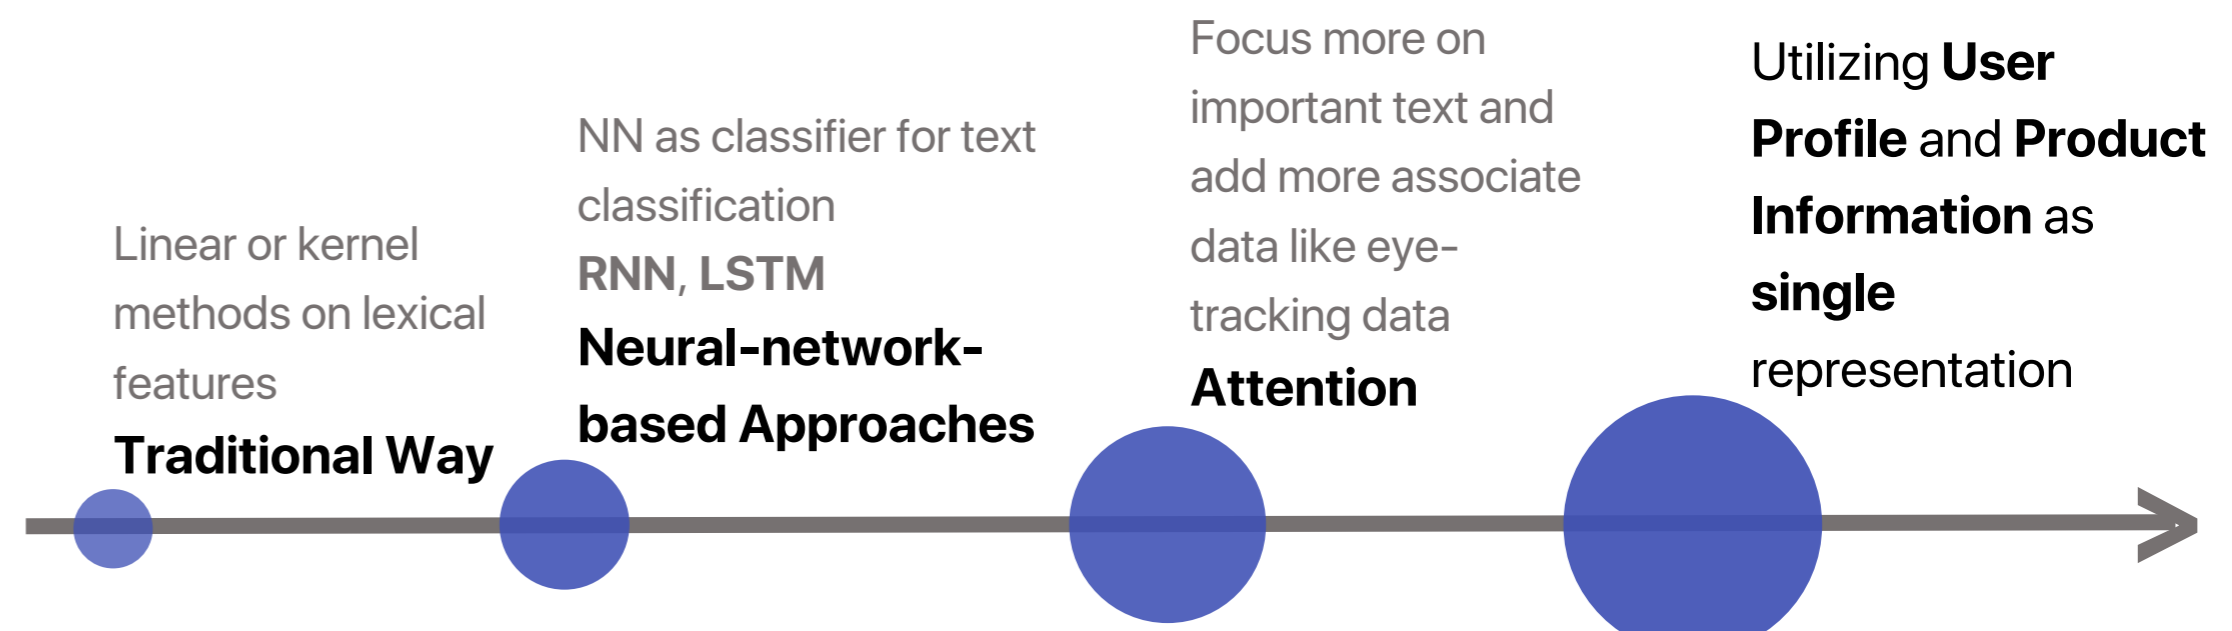 Linear or kernel
methods on lexical
features
Traditional Way
NN as classifier for text
classification
RNN, LSTM
Neural-network-
based Approaches
Focus more on
important text and
add more associate
data like eye-
tracking data
Attention
Utilizing User
Profile and Product
Information as
single
representation